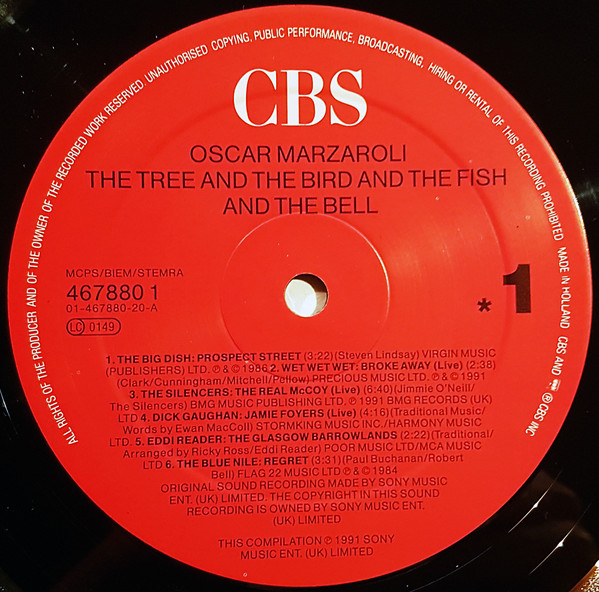 ALL RIGHTS OF THE PRODUCER AND OF THE OWNER OF THE RECORDED WORK RESERVED. UNAUTHORISED COPYING, PUBLIC PERFORMANCE, BROADCASTING, HIRING OR RENTAL OF THIS RECORDING PROHIBITED. MADE IN HOLLAND CBS AND ℗ CBS INC
CBS
OSCAR MARZAROLI
THE TREE AND THE BIRD AND THE FISH
AND THE BELL
MCPS/BIEM/STEMRA
467880 1
01-467880-20-A
LC 0149
* 1
1. THE BIG DISH: PROSPECT STREET (3:22)(Steven Lindsay) VIRGIN MUSIC
(PUBLISHERS) LTD. ℗ & © 1986 2. WET WET WET: BROKE AWAY (Live) (2:38)
(Clark/Cunningham/Mitchell/Pellow) PRECIOUS MUSIC LTD. ℗ © 1991
3. THE SILENCERS: THE REAL McCOY (Live) (6:40)(Jimmie O'Neill/
The Silencers) BMG MUSIC PUBLISHING LTD. ℗ 1991 BMG RECORDS (UK)
LTD 4. DICK GAUGHAN: JAMIE FOYERS (Live) (4:16)(Traditional Music/
Words by Ewan MacColl) STORMKING MUSIC INC./HARMONY MUSIC
LTD. 5. EDDI READER: THE GLASGOW BARROWLANDS (2:22)(Traditional/
Arranged by Ricky Ross/Eddi Reader) POOR MUSIC LTD/MCA MUSIC
LTD 6. THE BLUE NILE: REGRET (3:31)(Paul Buchanan/Robert
Bell) FLAG 22 MUSIC LTD ℗ & © 1984
ORIGINAL SOUND RECORDING MADE BY SONY MUSIC
ENT. (UK) LIMITED. THE COPYRIGHT IN THIS SOUND
RECORDING IS OWNED BY SONY MUSIC ENT.
(UK) LIMITED
THIS COMPILATION ℗ 1991 SONY
MUSIC ENT. (UK) LIMITED